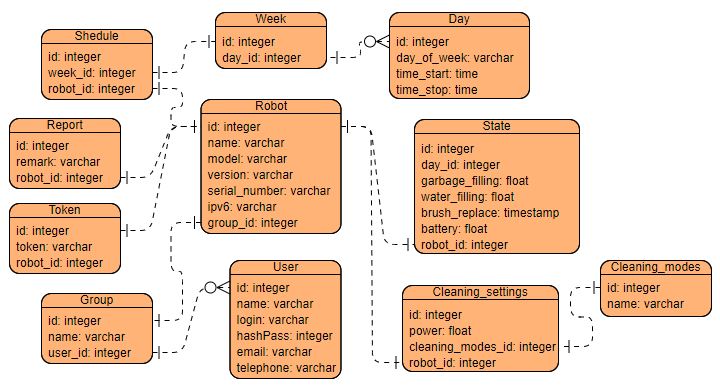 Shedule
id: integer
week_id: integer
robot_id: integer
Week
id: integer
day_id: integer
Day
id: integer
day_of_week: varchar
time_start: time
time_stop: time
Report
id: integer
remark: varchar
robot_id: integer
Robot
id: integer
name: varchar
model: varchar
version: varchar
serial_number: varchar
ipv6: varchar
group_id: integer
State
id: integer
day_id: integer
garbage_filling: float
water_filling: float
brush_replace: timestamp
battery: float
robot_id: integer
Token
id: integer
token: varchar
robot_id: integer
Group
id: integer
name: varchar
user_id: integer
User
id: integer
name: varchar
login: varchar
hashPass: integer
email: varchar
telephone: varchar
Cleaning_settings
id: integer
power: float
cleaning_modes_id: integer
robot_id: integer
Cleaning_modes
id: integer
name: varchar